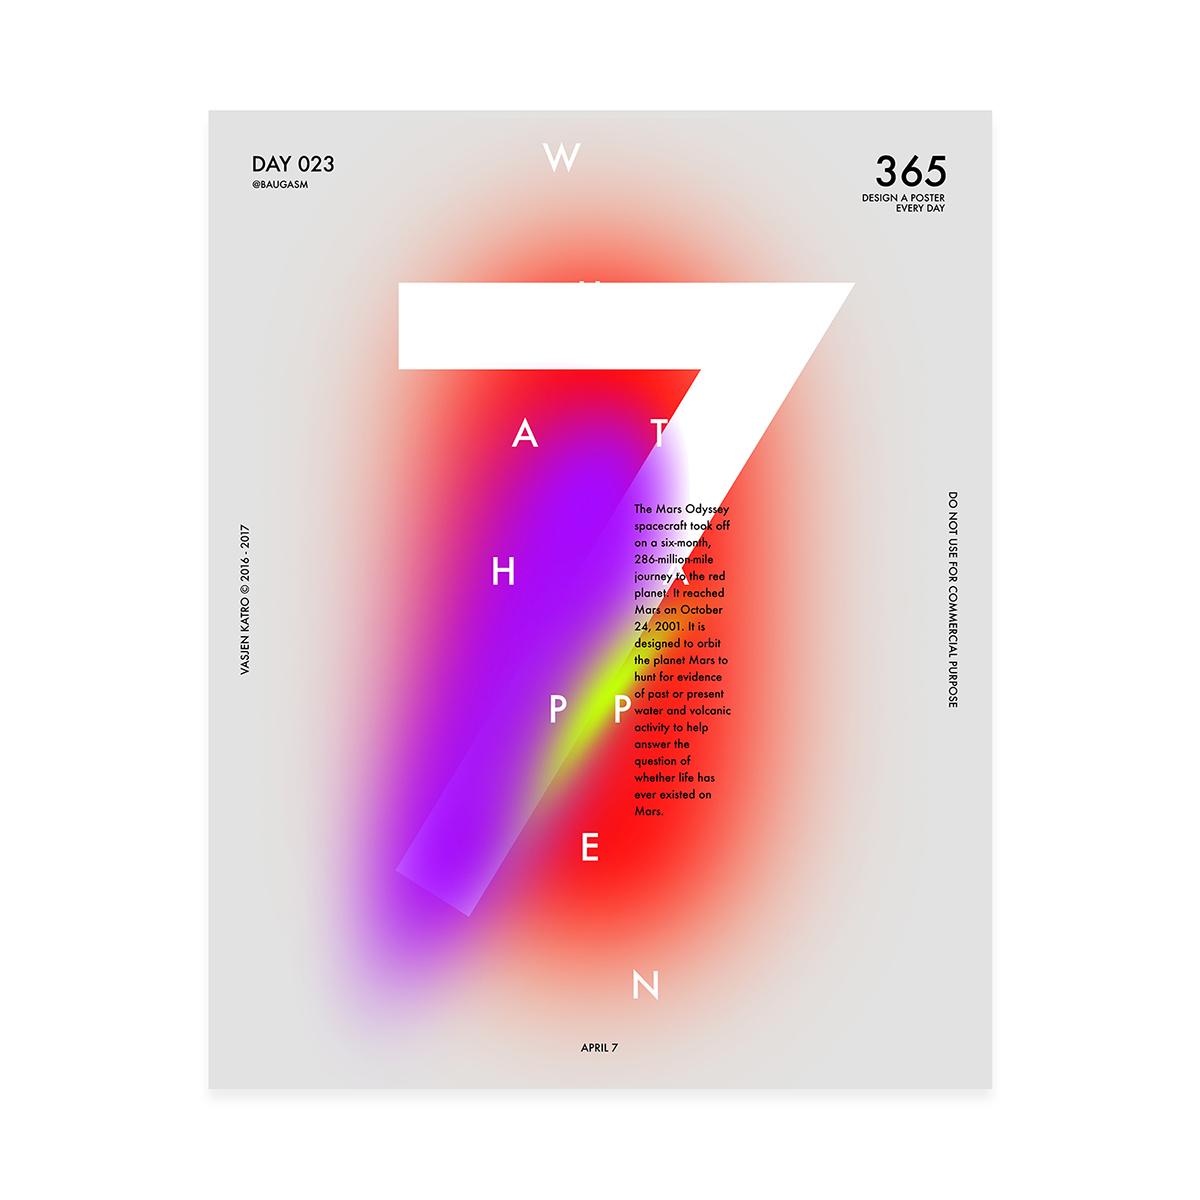 DAY 023
@BAUGASM
W
365
DESIGN A POSTER
EVERY DAY
7
A T
H A
P P
E
N
The Mars Odyssey
spacecraft took off
on a six-month,
286-million-mile
journey to the red
planet. It reached
Mars on October
24, 2001. It is
designed to orbit
the planet Mars to
hunt for evidence
of past or present
water and volcanic
activity to help
answer the
question of
whether life has
ever existed on
Mars.
VASJEN KATRO © 2016 - 2017
DO NOT USE FOR COMMERCIAL PURPOSE
APRIL 7